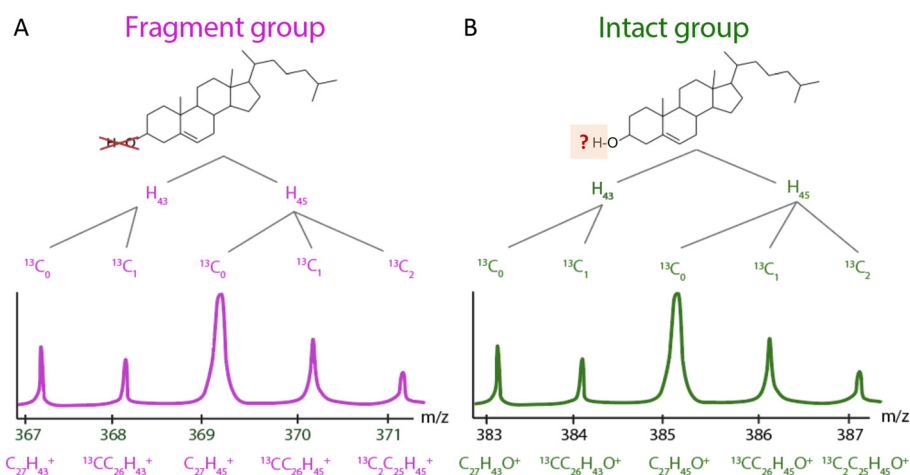 A Fragment group
H-O
H43 H45
13C0 13C1 13C0 13C1 13C2
m/z
367 368 369 370 371
C27H43+ 13CC26H43+ C27H45+ 13CC26H45+ 13C2C25H45+
B Intact group
? H-O
H43 H45
13C0 13C1 13C0 13C1 13C2
m/z
383 384 385 386 387
C27H43O+ 13CC26H43O+ C27H45O+ 13CC26H45O+ 13C2C25H45O+